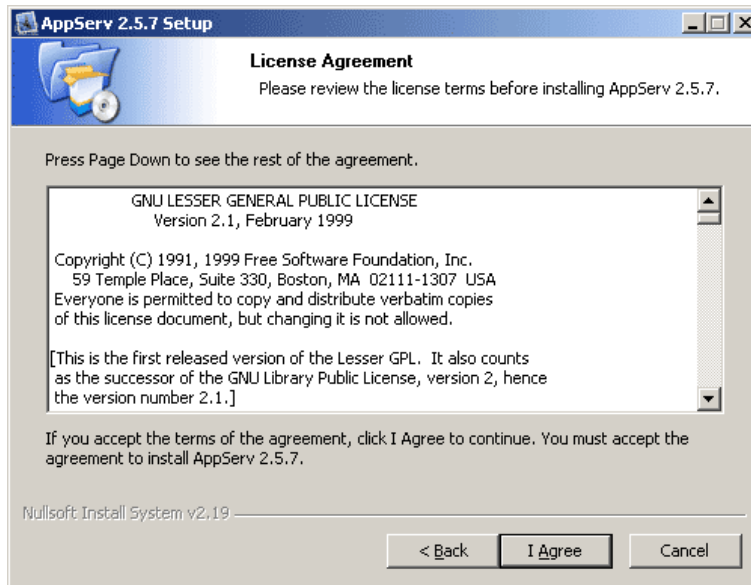 AppServ 2.5.7 Setup
License Agreement
Please review the license terms before installing AppServ 2.5.7.
Press Page Down to see the rest of the agreement.
GNU LESSER GENERAL PUBLIC LICENSE
Version 2.1, February 1999
Copyright (C) 1991, 1999 Free Software Foundation, Inc.
59 Temple Place, Suite 330, Boston, MA  02111-1307  USA
Everyone is permitted to copy and distribute verbatim copies
of this license document, but changing it is not allowed.
[This is the first released version of the Lesser GPL.  It also counts
as the successor of the GNU Library Public License, version 2, hence
the version number 2.1.]
If you accept the terms of the agreement, click I Agree to continue. You must accept the
agreement to install AppServ 2.5.7.
Nullsoft Install System v2.19
< Back
I Agree
Cancel